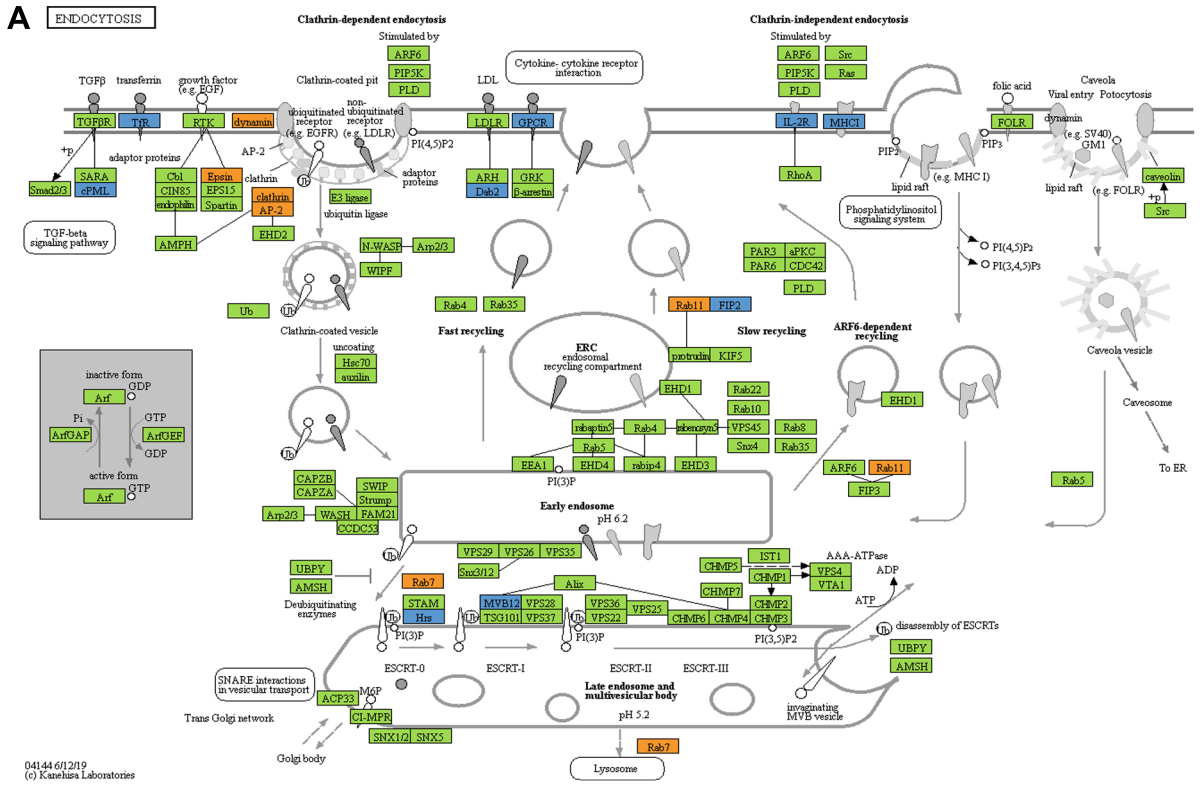 A
ENDOCYTOSIS
Clathrin-dependent endocytosis
Stimulated by
ARF6
PIP5K
PLD
Clathrin-independent endocytosis
Stimulated by
ARF6 Src
PIP5K Ras
PLD
Cytokine- cytokine receptor
interaction
TGFβ
transferrin
growth factor
(e.g. EGF)
Clathrin-coated pit
LDL
folic acid
Caveola
Viral entry Potocytosis
TGFβR
TfR
RTK
dynamin
ubiquitinated
receptor
(e.g. EGFR)
non-
ubiquitinated
receptor
(e.g. LDLR)
LDLR
GPCR
IL-2R
MHCI
FOLR
dynamin
(e.g. SV40)
GM1
+p
adaptor proteins
AP-2
clathrin
Ub
PI(4,5)P2
adaptor
proteins
PIP2
PIP3
lipid raft
(e.g. MHC I)
lipid raft
(e.g. FOLR)
Smad2/3
SARA
cPML
Cbl
CIN85
endophilin
Epsin
EPS15
Spartin
AMPH
clathrin
AP-2
EHD2
E3 ligase
ubiquitin ligase
ARH
Dab2
GRK
β-arrestin
RhoA
caveolin
+p
Src
TGF-beta
signaling pathway
Phosphatidylinositol
signaling system
N-WASP Arp2/3
WIPF
PI(4,5)P2
PI(3,4,5)P3
PAR3 aPKC
PAR6 CDC42
PLD
Ub
Ub
Clathrin-coated vesicle
uncoating
Hsc70
auxilin
Rab4 Rab35
Fast recycling
Rab11 FIP2
Slow recycling
protrudin KIF5
ARF6-dependent
recycling
ERC
endosomal
recycling compartment
Caveola vesicle
Caveosome
To ER
inactive form
Arf
GDP
Pi
GTP
ArfGAP
ArfGEF
GDP
active form
Arf
GTP
Ub
EHD1
Rab22
Rab10
VPS45
Snx4
Rab8
Rab35
EHD1
rabaptin5
Rab4
rabenosyn5
Rab5
EEA1
EHD4
rabip4
EHD3
PI(3)P
ARF6 Rab11
FIP3
Rab5
CAPZB
CAPZA
SWIP
Strump
Arp2/3
WASH
FAM21
CCDC53
Early endosome
pH 6.2
Ub
VPS29 VPS26 VPS35
Snx3/12
UBPY
AMSH
Deubiquitinating
enzymes
Rab7
STAM
Hrs
Alix
MVB12 VPS28
TSG101 VPS37
VPS36
VPS22
VPS25
IST1
CHMP5
CHMP1
CHMP7
CHMP2
CHMP6 CHMP4 CHMP3
AAA-ATPase
VPS4
VTA1
ADP
ATP
Ub
PI(3)P
Ub
Ub
PI(3)P
PI(3,5)P2
Ub
disassembly of ESCRTs
UBPY
AMSH
ESCRT-0
ESCRT-I
ESCRT-II
ESCRT-III
Late endosome and
multivesicular body
pH 5.2
invaginating
MVB vesicle
SNARE interactions
in vesicular transport
ACP33
M6P
CI-MPR
SNX1/2 SNX5
Trans Golgi network
Golgi body
Rab7
Lysosome
04144 6/12/19
(c) Kanehisa Laboratories